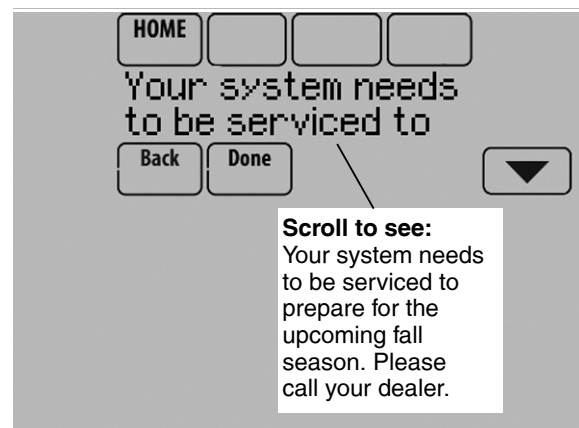 HOME
Your system needs
to be serviced to
Back Done
Scroll to see:
Your system needs
to be serviced to
prepare for the
upcoming fall
season. Please
call your dealer.